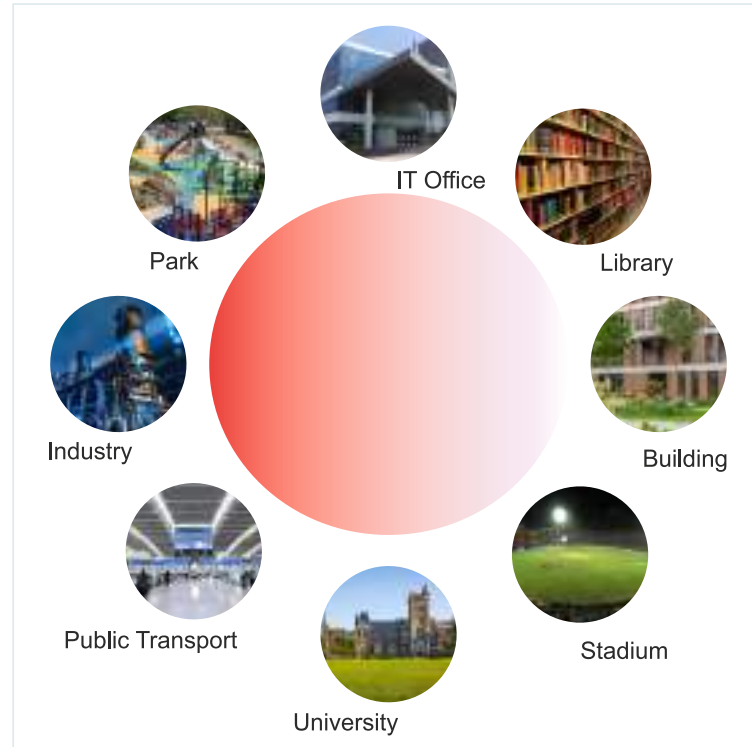 IT Office
Library
Park
Building
Industry
Stadium
Public Transport
University